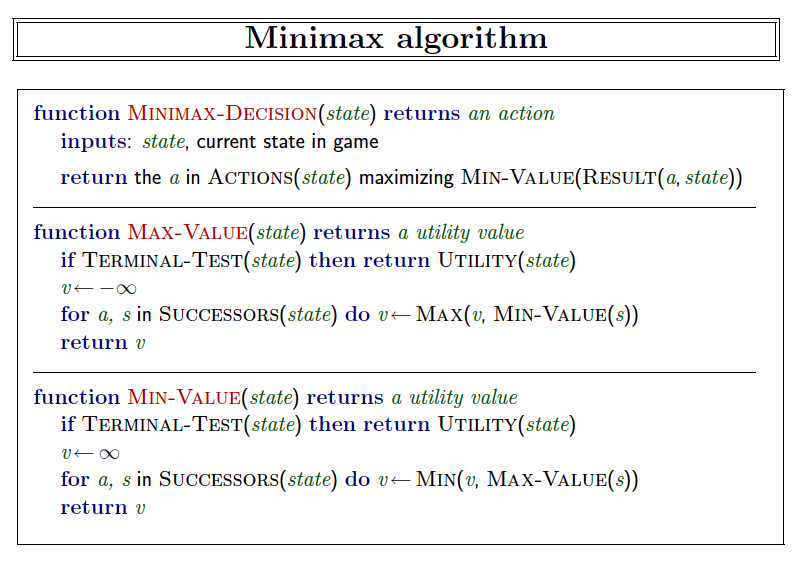 Minimax algorithm
function MINIMAX-DECISION(state) returns an action
inputs: state, current state in game
return the a in ACTIONS(state) maximizing MIN-VALUE(RESULT(a, state))
function MAX-VALUE(state) returns a utility value
if TERMINAL-TEST(state) then return UTILITY(state)
v ← −∞
for a, s in SUCCESSORS(state) do v ← MAX(v, MIN-VALUE(s))
return v
function MIN-VALUE(state) returns a utility value
if TERMINAL-TEST(state) then return UTILITY(state)
v ← ∞
for a, s in SUCCESSORS(state) do v ← MIN(v, MAX-VALUE(s))
return v